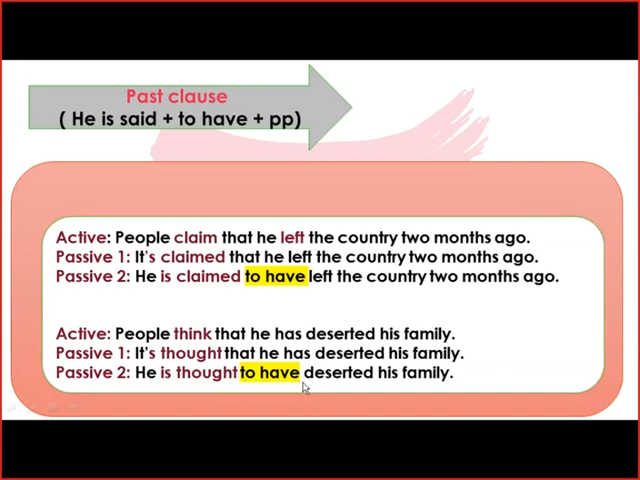 Past clause
( He is said + to have + pp)
Active: People claim that he left the country two months ago.
Passive 1: It's claimed that he left the country two months ago.
Passive 2: He is claimed to have left the country two months ago.
Active: People think that he has deserted his family.
Passive 1: It's thought that he has deserted his family.
Passive 2: He is thought to have deserted his family.